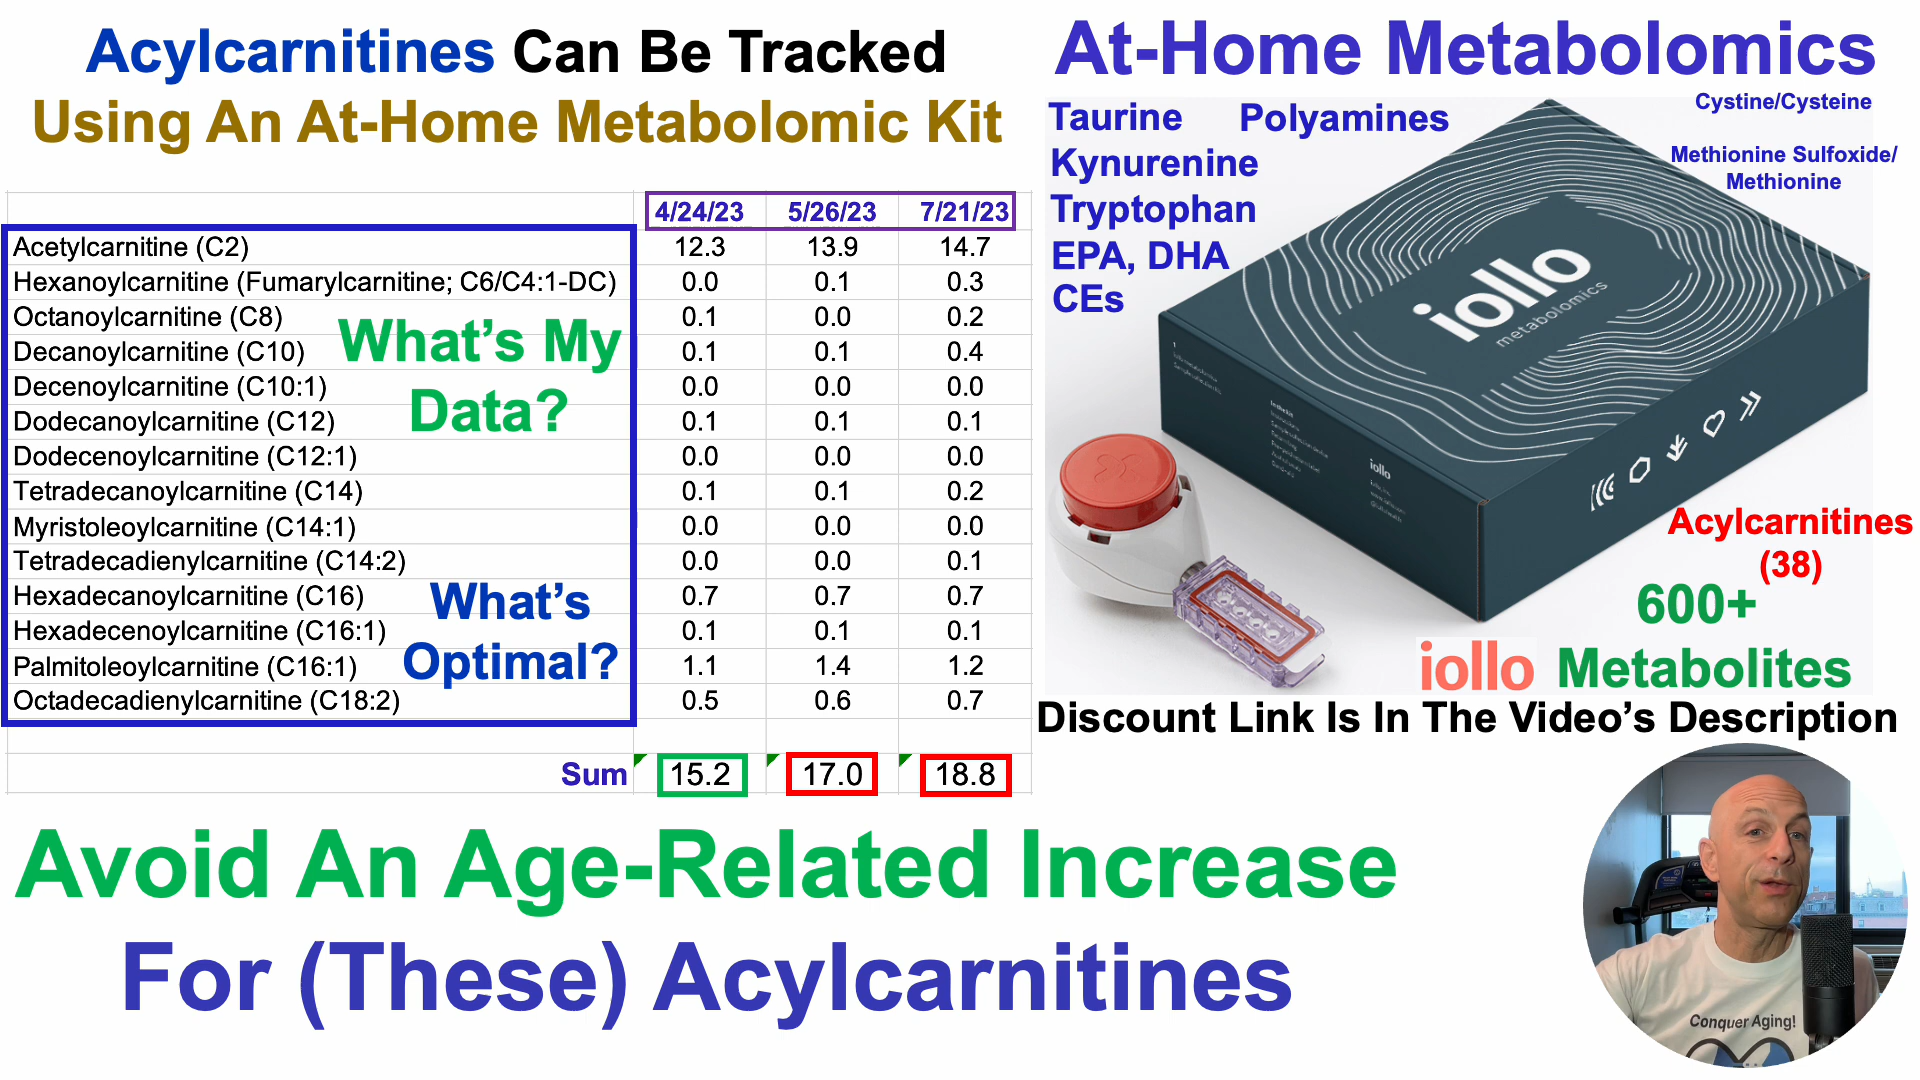 Acylcarnitines Can Be Tracked
Using An At-Home Metabolomic Kit
4/24/23 5/26/23 7/21/23
Acetylcarnitine (C2) 12.3 13.9 14.7
Hexanoylcarnitine (Fumarylcarnitine; C6/C4:1-DC) 0.0 0.1 0.3
Octanoylcarnitine (C8) 0.1 0.0 0.2
Decanoylcarnitine (C10) 0.1 0.1 0.4
Decenoylcarnitine (C10:1) 0.0 0.0 0.0
Dodecanoylcarnitine (C12) 0.1 0.1 0.1
Dodecenoylcarnitine (C12:1) 0.0 0.0 0.0
Tetradecanoylcarnitine (C14) 0.1 0.1 0.2
Myristoleoylcarnitine (C14:1) 0.0 0.0 0.0
Tetradecadienylcarnitine (C14:2) 0.0 0.0 0.1
Hexadecanoylcarnitine (C16) 0.7 0.7 0.7
Hexadecenoylcarnitine (C16:1) 0.1 0.1 0.1
Palmitoleoylcarnitine (C16:1) 1.1 1.4 1.2
Octadecadienylcarnitine (C18:2) 0.5 0.6 0.7
Sum 15.2 17.0 18.8
What's My
Data?
What's
Optimal?
At-Home Metabolomics
Taurine Polyamines
Kynurenine
Tryptophan
EPA, DHA
CEs
Cystine/Cysteine
Methionine Sulfoxide/
Methionine
iollo
metabolomics
iollo
Acylcarnitines
(38)
600+
iollo Metabolites
Discount Link Is In The Video's Description
Avoid An Age-Related Increase
For (These) Acylcarnitines
Conquer Aging!